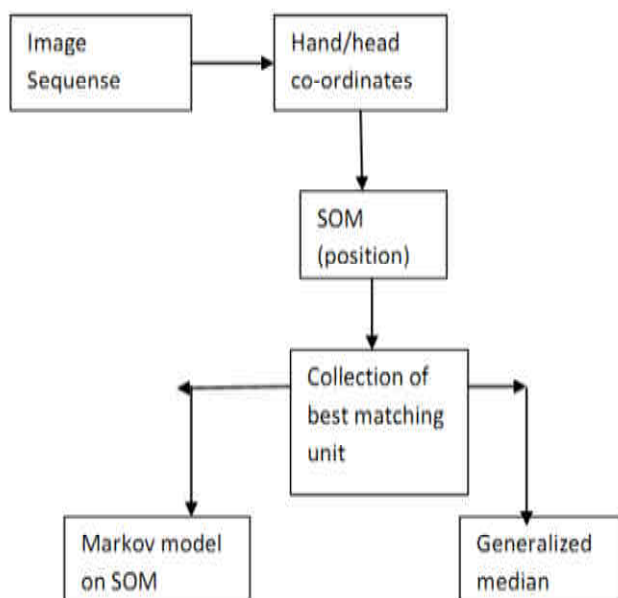 Image
Sequense
Hand/head
co-ordinates
SOM
(position)
Collection of
best matching
unit
Markov model
on SOM
Generalized
median